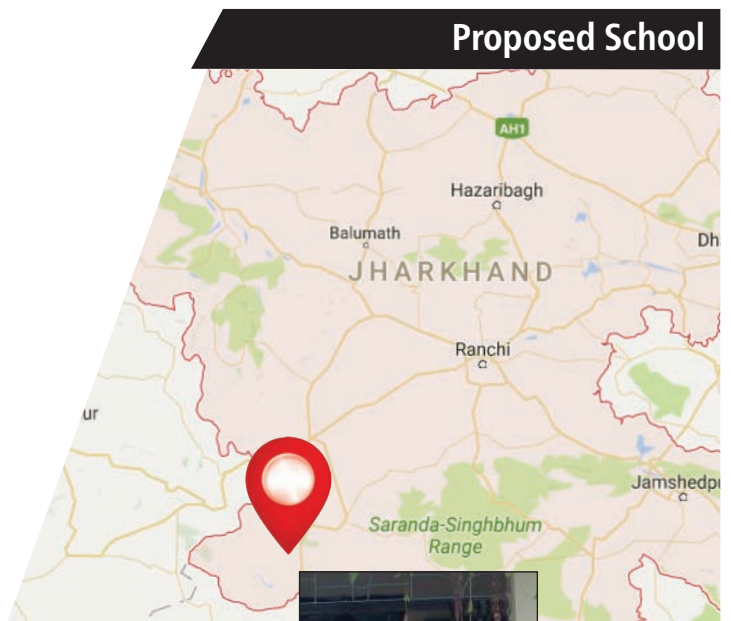 Proposed School
AH1
Hazaribagh
Balumath
Dh
JHARKHAND
Ranchi
ur
Jamshedpu
Saranda-Singhbhum
Range